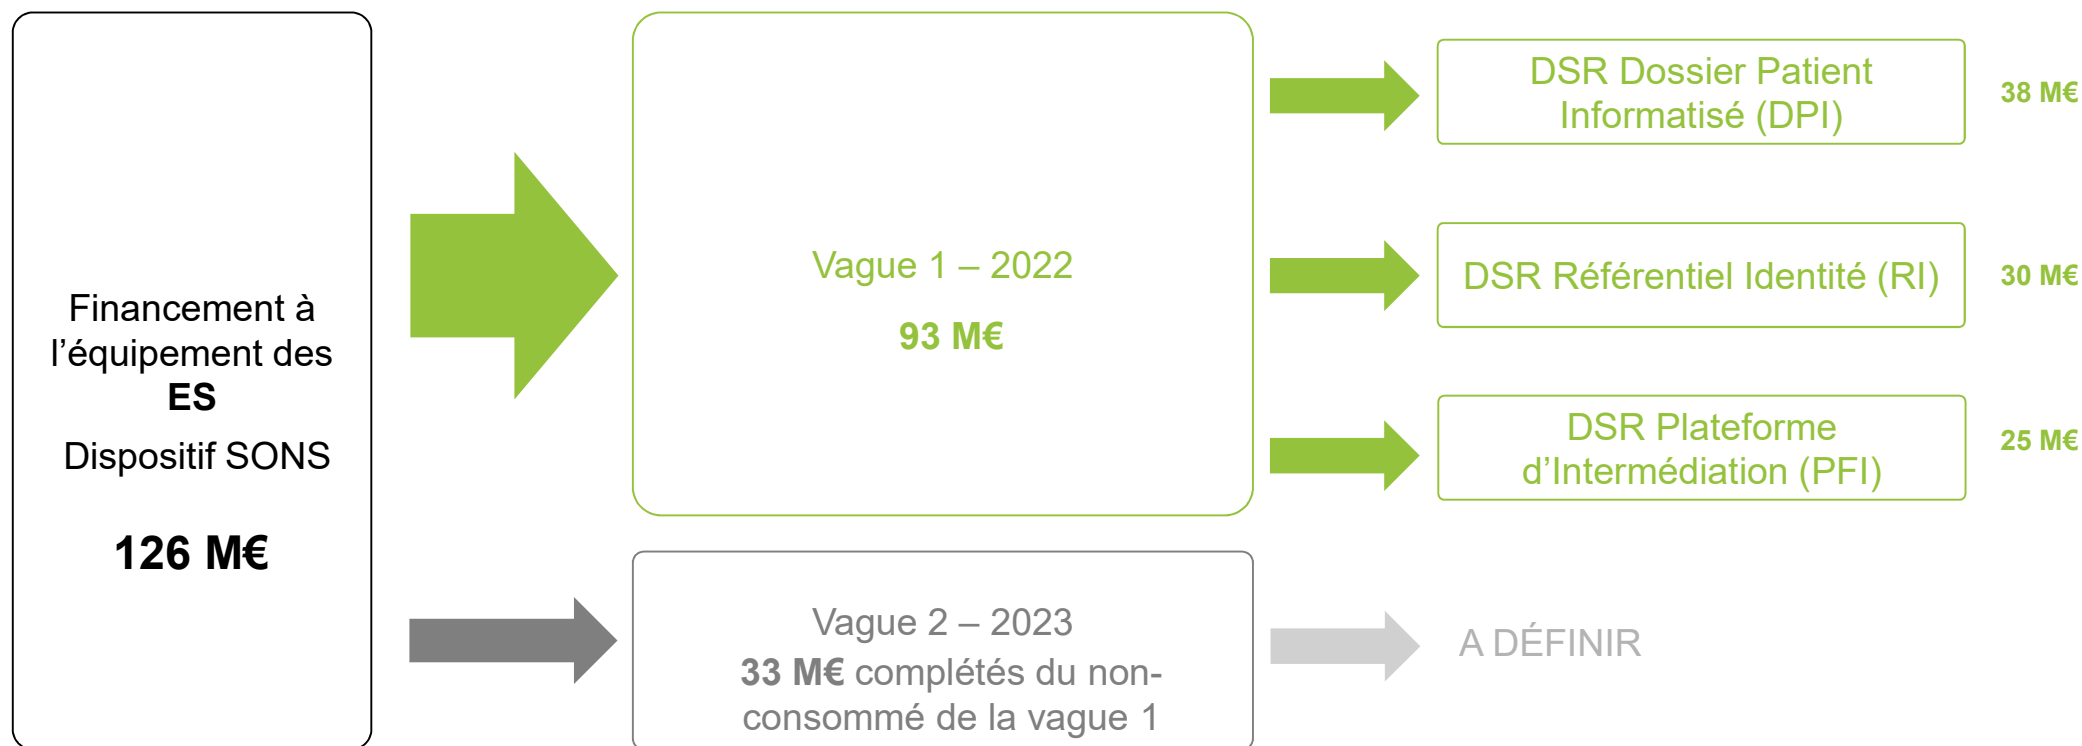 Financement à
l’équipement des
ES
Dispositif SONS
126 M€
Vague 1 – 2022
93 M€
DSR Dossier Patient
Informatisé (DPI)
38 M€
DSR Référentiel Identité (RI)
30 M€
DSR Plateforme
d’Intermédiation (PFI)
25 M€
Vague 2 – 2023
33 M€ complétés du non-
consommé de la vague 1
A DÉFINIR